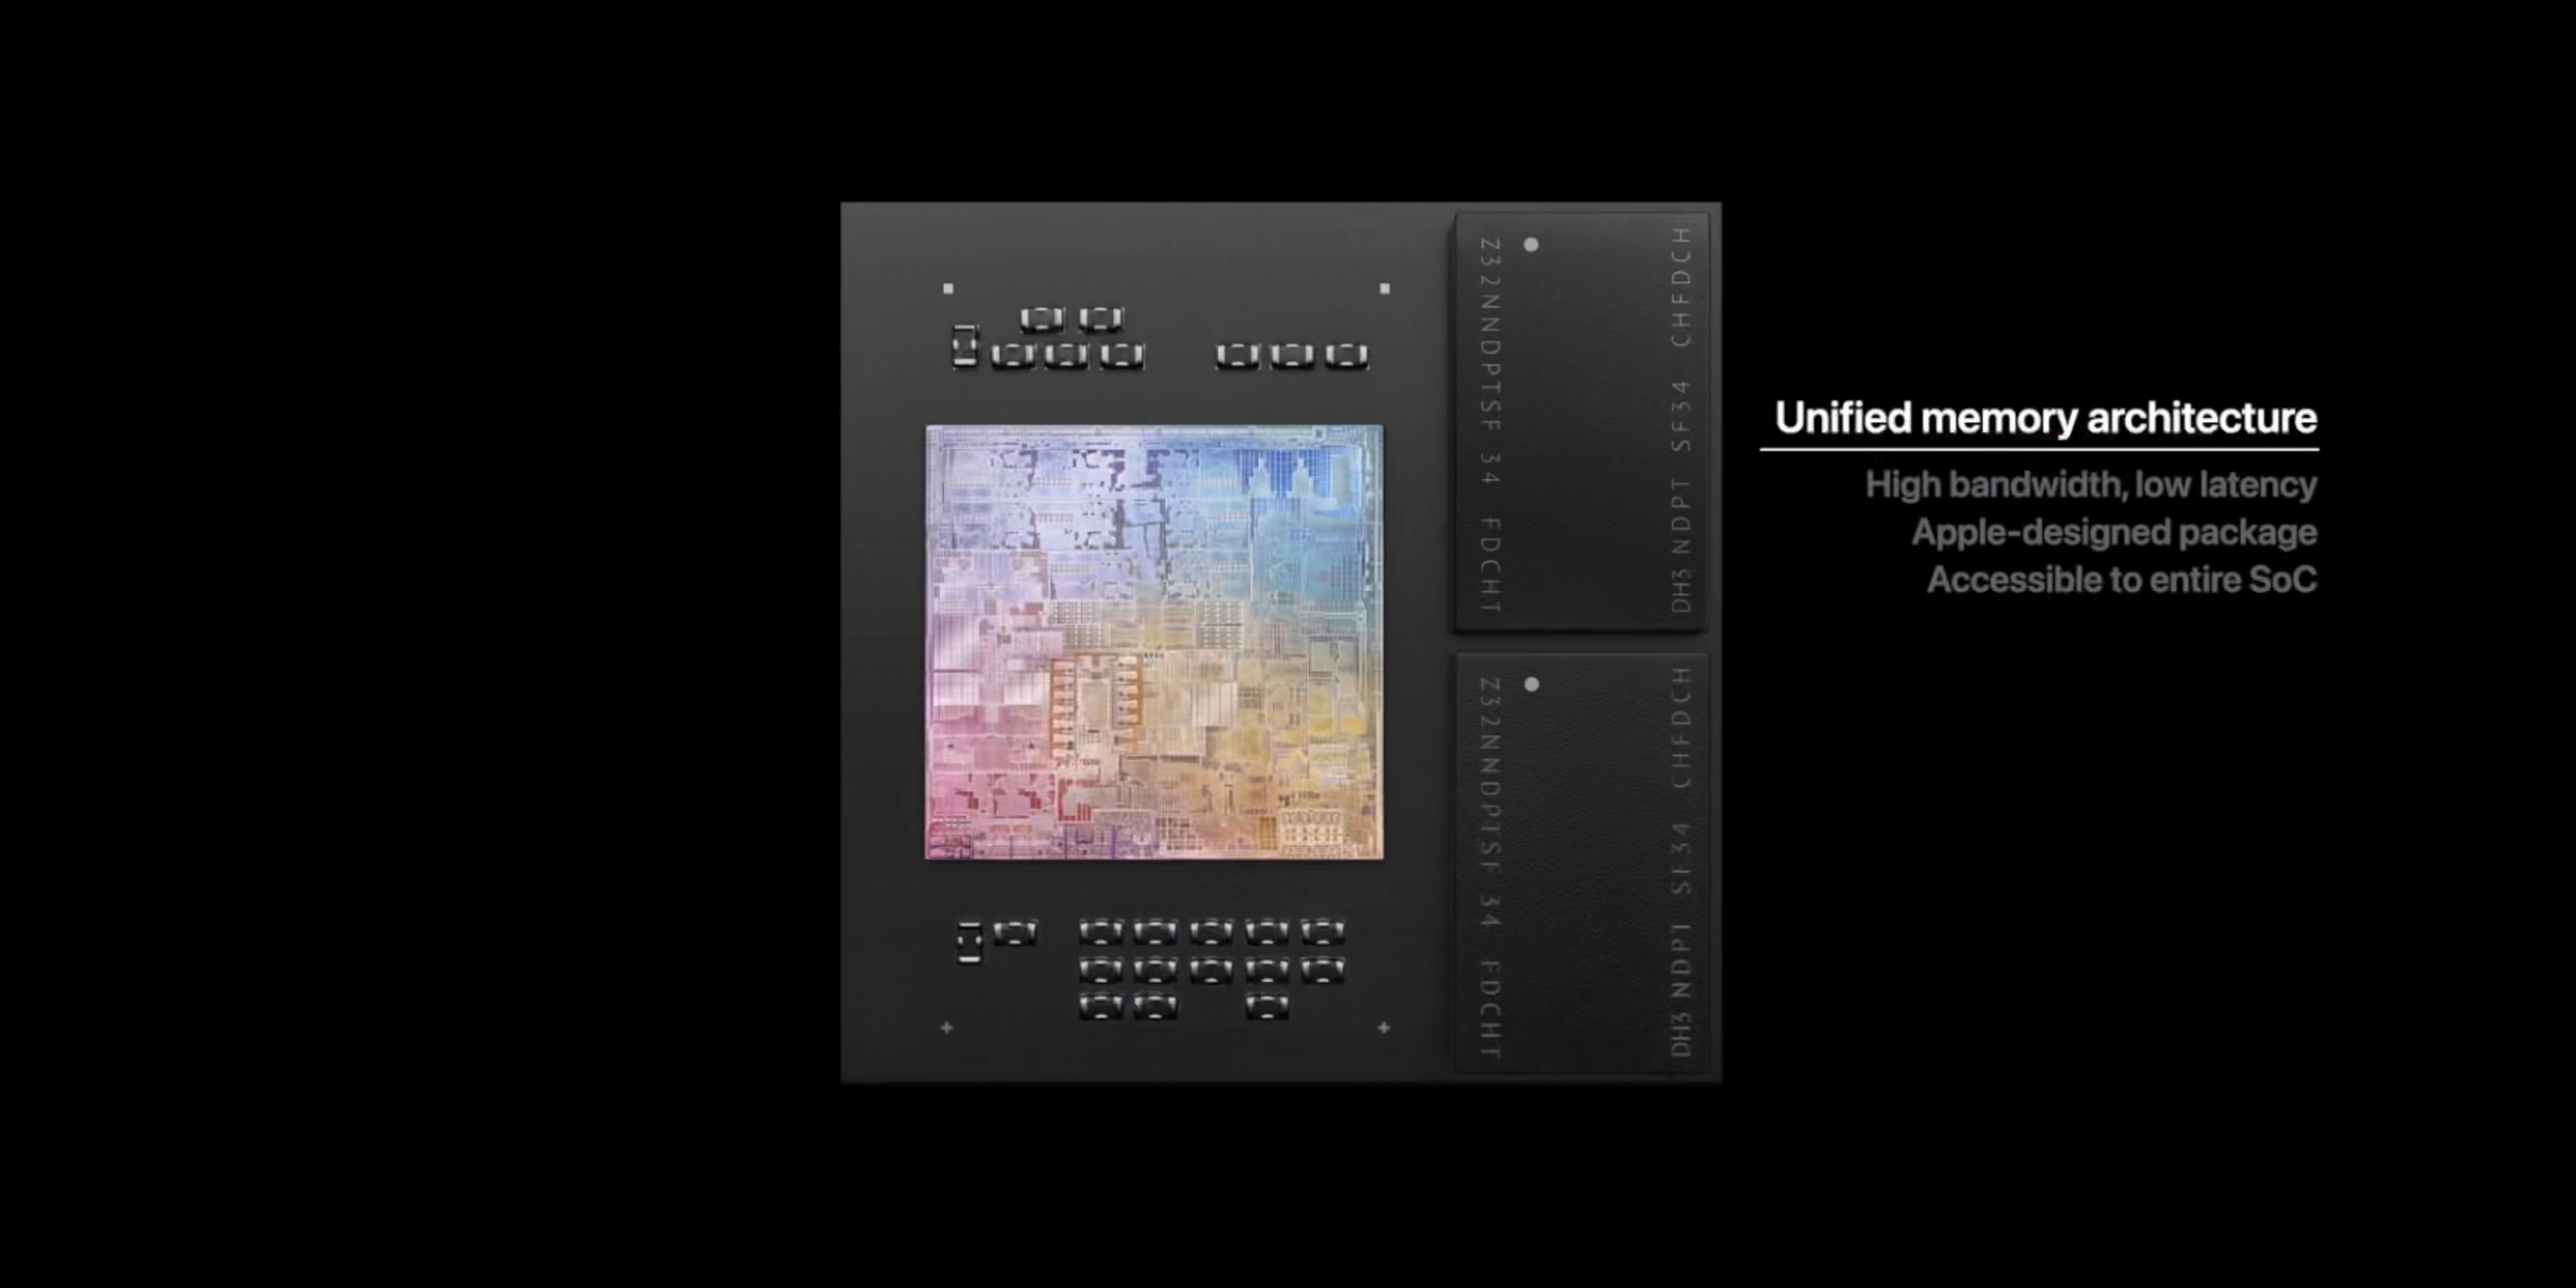 Z32NNDPTSF 34 FDCHT
DH3 NDPT SF34 CHFDCH
Z32NNDPTSF 34 FDCHT
DH3 NDPT SF34 CHFDCH
Unified memory architecture
High bandwidth, low latency
Apple-designed package
Accessible to entire SoC